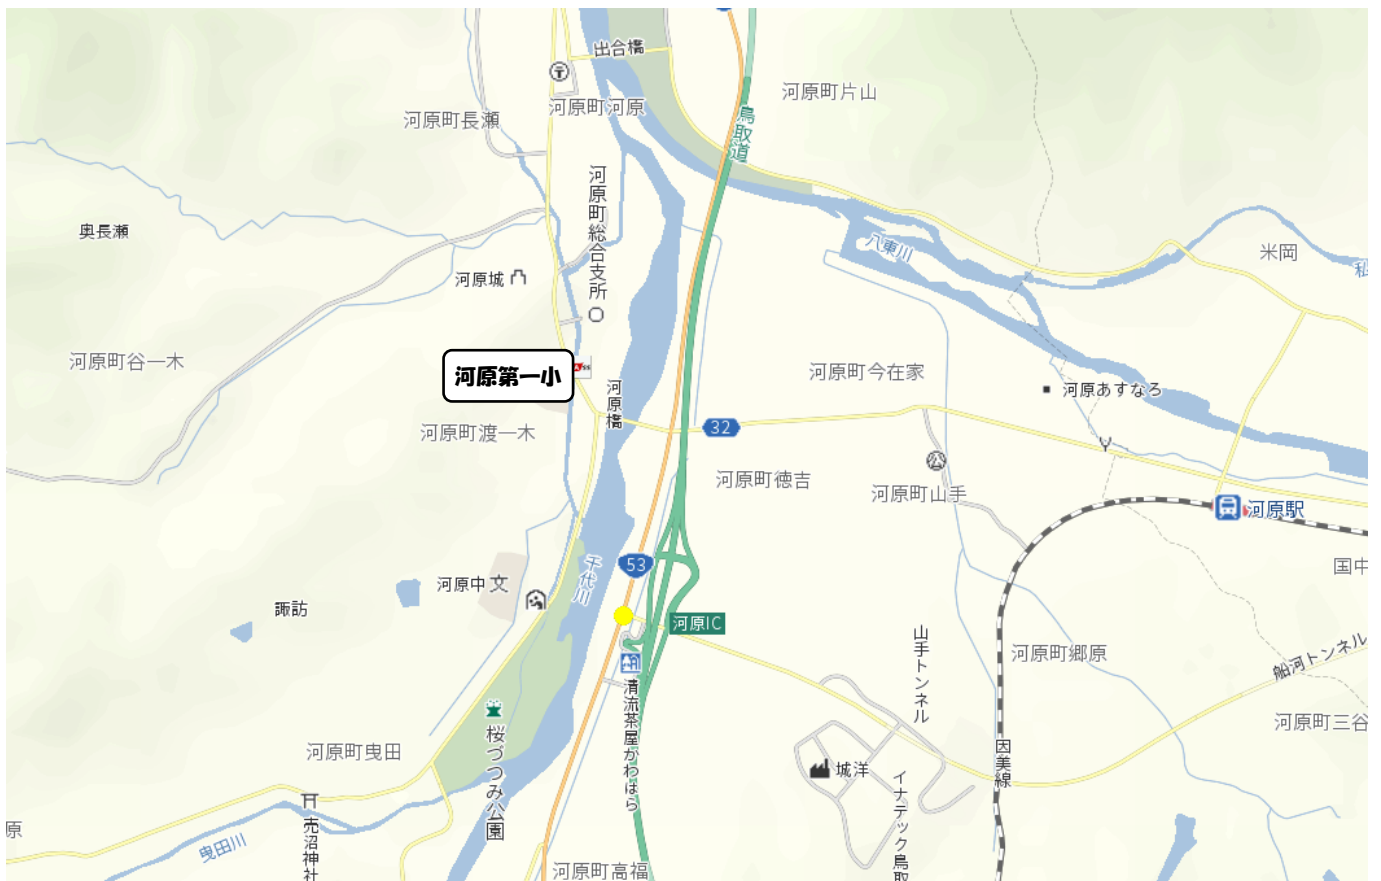 出合橋
河原町片山
河原町河原
河原町長瀬
鳥取道
河原町総合支所
奥長瀬
八東川
米岡
私
河原城
河原町谷一木
河原第一小
河原町今在家
河原橋
河原あすなろ
32
河原町渡一木
河原町徳吉
河原町山手
公
河原駅
53
千代川
国中
河原中
文
諏訪
河原IC
山手トンネル
河原町郷原
船河トンネル
清流茶屋かわはら
河原町三谷
桜づつみ公園
河原町曳田
因美線
城洋
イナテック鳥取
売沼神社
曳田川
原
河原町高福